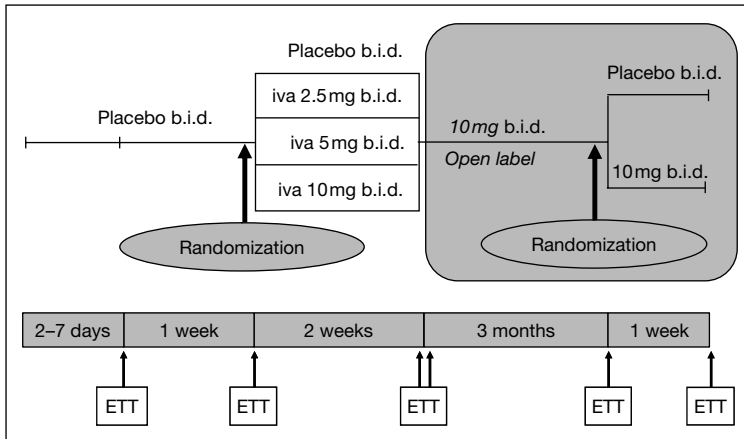 Placebo b.i.d.
Placebo b.i.d.
Placebo b.i.d.
iva 2.5 mg b.i.d.
iva 5 mg b.i.d.
iva 10 mg b.i.d.
10 mg b.i.d.
Open label
10 mg b.i.d.
Randomization
Randomization
2–7 days
1 week
2 weeks
3 months
1 week
ETT
ETT
ETT
ETT
ETT